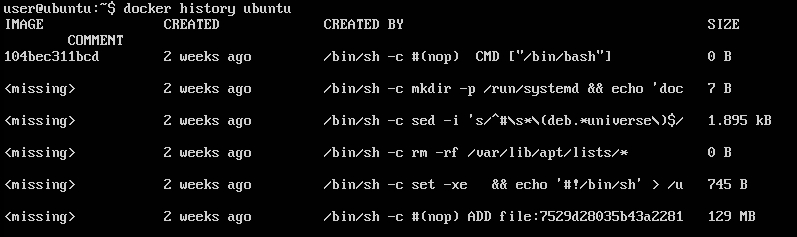 user@ubuntu:~$ docker history ubuntu
IMAGE CREATED CREATED BY SIZE
COMMENT
104bec311bcd 2 weeks ago /bin/sh -c #(nop)  CMD ["/bin/bash"] 0 B
<missing> 2 weeks ago /bin/sh -c mkdir -p /run/systemd && echo 'doc 7 B
<missing> 2 weeks ago /bin/sh -c sed -i 's/^#\s*\(deb.*universe\)$/ 1.895 kB
<missing> 2 weeks ago /bin/sh -c rm -rf /var/lib/apt/lists/* 0 B
<missing> 2 weeks ago /bin/sh -c set -xe   && echo '#!/bin/sh' > /u 745 B
<missing> 2 weeks ago /bin/sh -c #(nop) ADD file:7529d28035b43a2281 129 MB